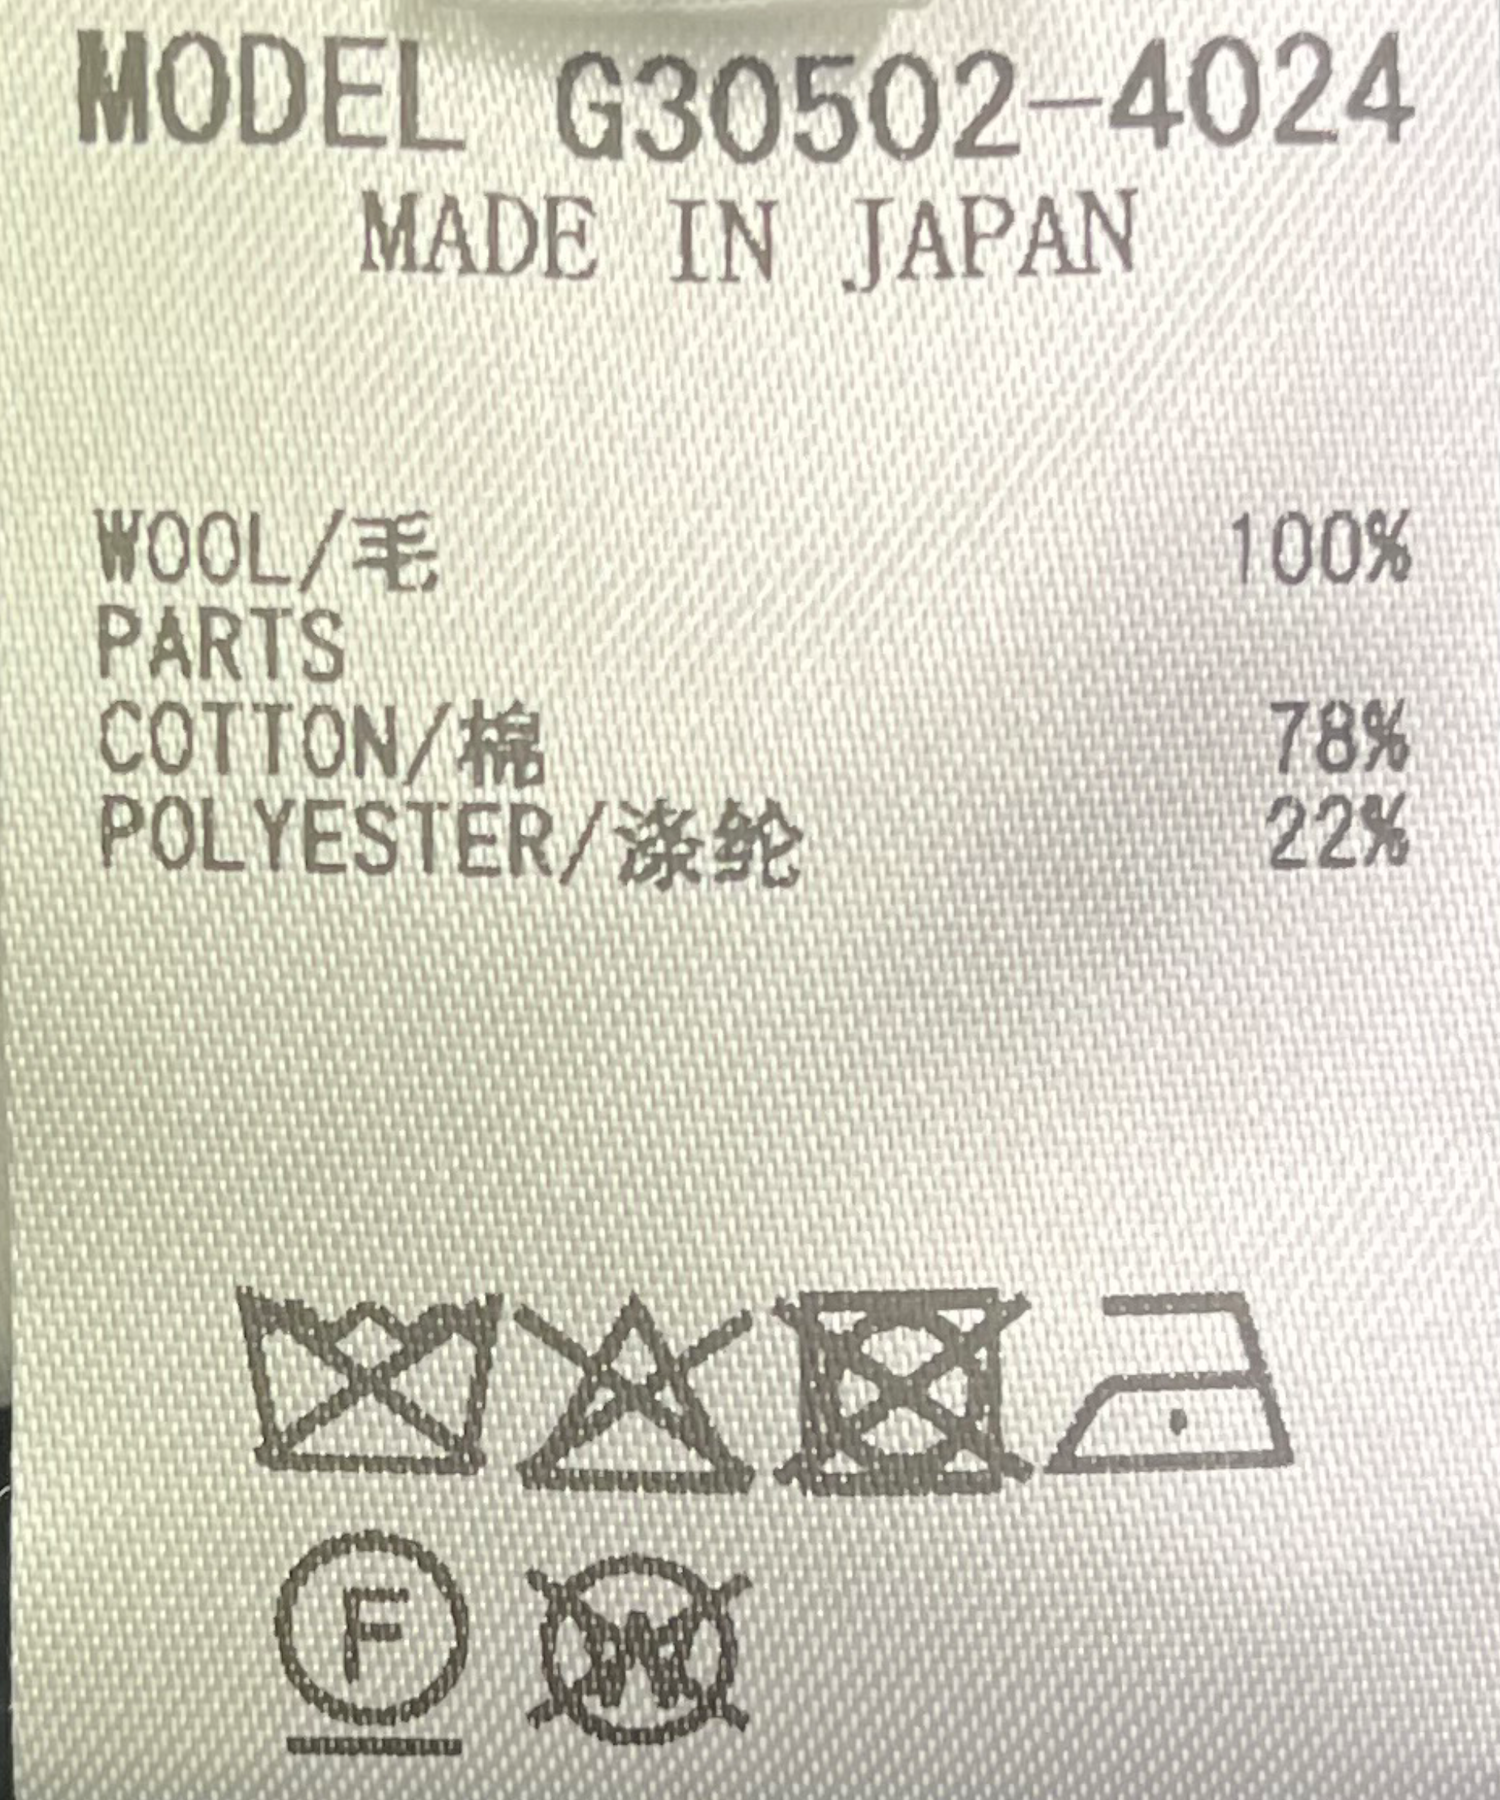 MODEL G30502-4024
MADE IN JAPAN
WOOL/毛 100%
PARTS
COTTON/棉 78%
POLYESTER/涤纶 22%
F
W